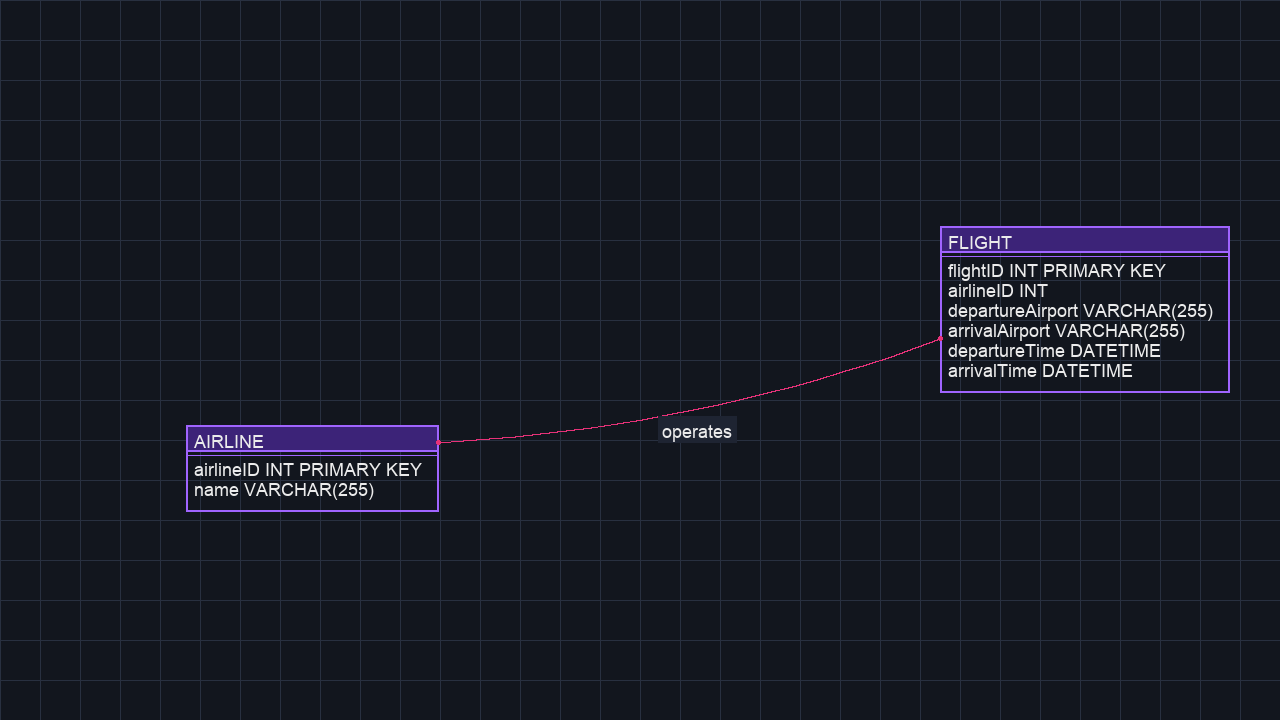 FLIGHT
flightID INT PRIMARY KEY
airlineID INT
departureAirport VARCHAR(255)
arrivalAirport VARCHAR(255)
departureTime DATETIME
arrivalTime DATETIME
operates
AIRLINE
airlineID INT PRIMARY KEY
name VARCHAR(255)